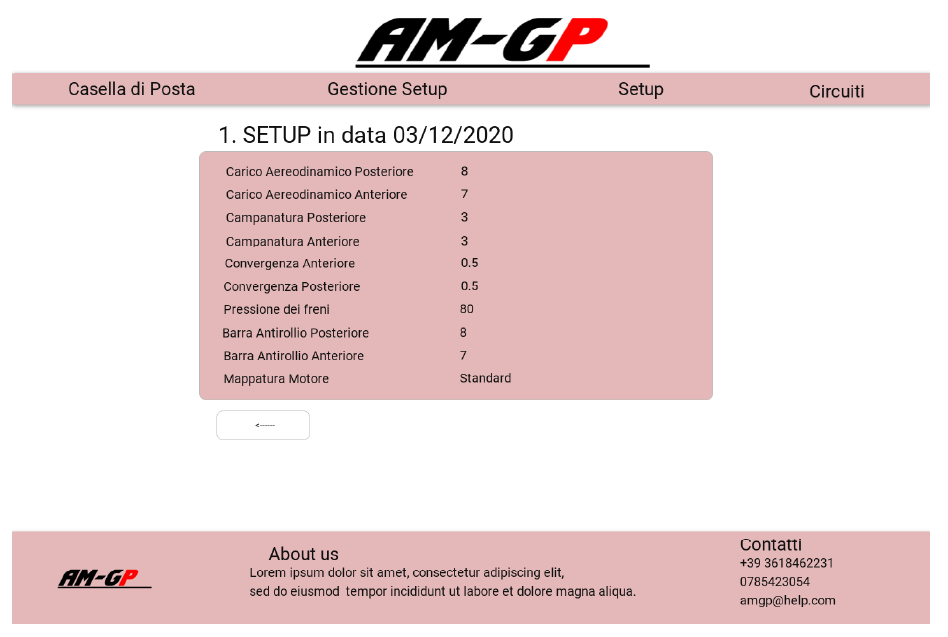 AM-GP
Casella di Posta Gestione Setup Setup Circuiti
1. SETUP in data 03/12/2020
Carico Aereodinamico Posteriore 8
Carico Aereodinamico Anteriore 7
Campanatura Posteriore 3
Campanatura Anteriore 3
Convergenza Anteriore 0.5
Convergenza Posteriore 0.5
Pressione dei freni 80
Barra Antirollio Posteriore 8
Barra Antirollio Anteriore 7
Mappatura Motore Standard
<------
AM-GP
About us
Lorem ipsum dolor sit amet, consectetur adipiscing elit,
sed do eiusmod tempor incididunt ut labore et dolore magna aliqua.
Contatti
+39 3618462231
0785423054
amgp@help.com